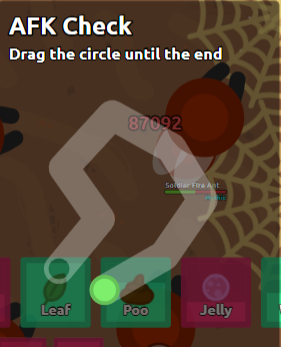 AFK Check
Drag the circle until the end
87092
Soldier Fire Ant
Leaf
Poo
Jelly